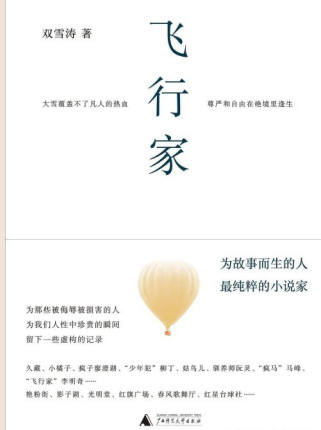 双雪涛 著
飞行家
大雪覆盖不了凡人的热血
尊严和自由在绝境里逢生
为故事而生的人
最纯粹的小说家
为那些被侮辱被损害的人
为我们人性中珍贵的瞬间
留下一些虚构的记录
久藏、小橘子、疯子廖澄湖、“少年犯”柳丁、姑鸟儿、驯养师阮灵、“疯马”马峰、
“飞行家”李明奇……
艳粉街、影子湖、光明堂、红旗广场、春风歌舞厅、红星台球社……
广西师范大学出版社